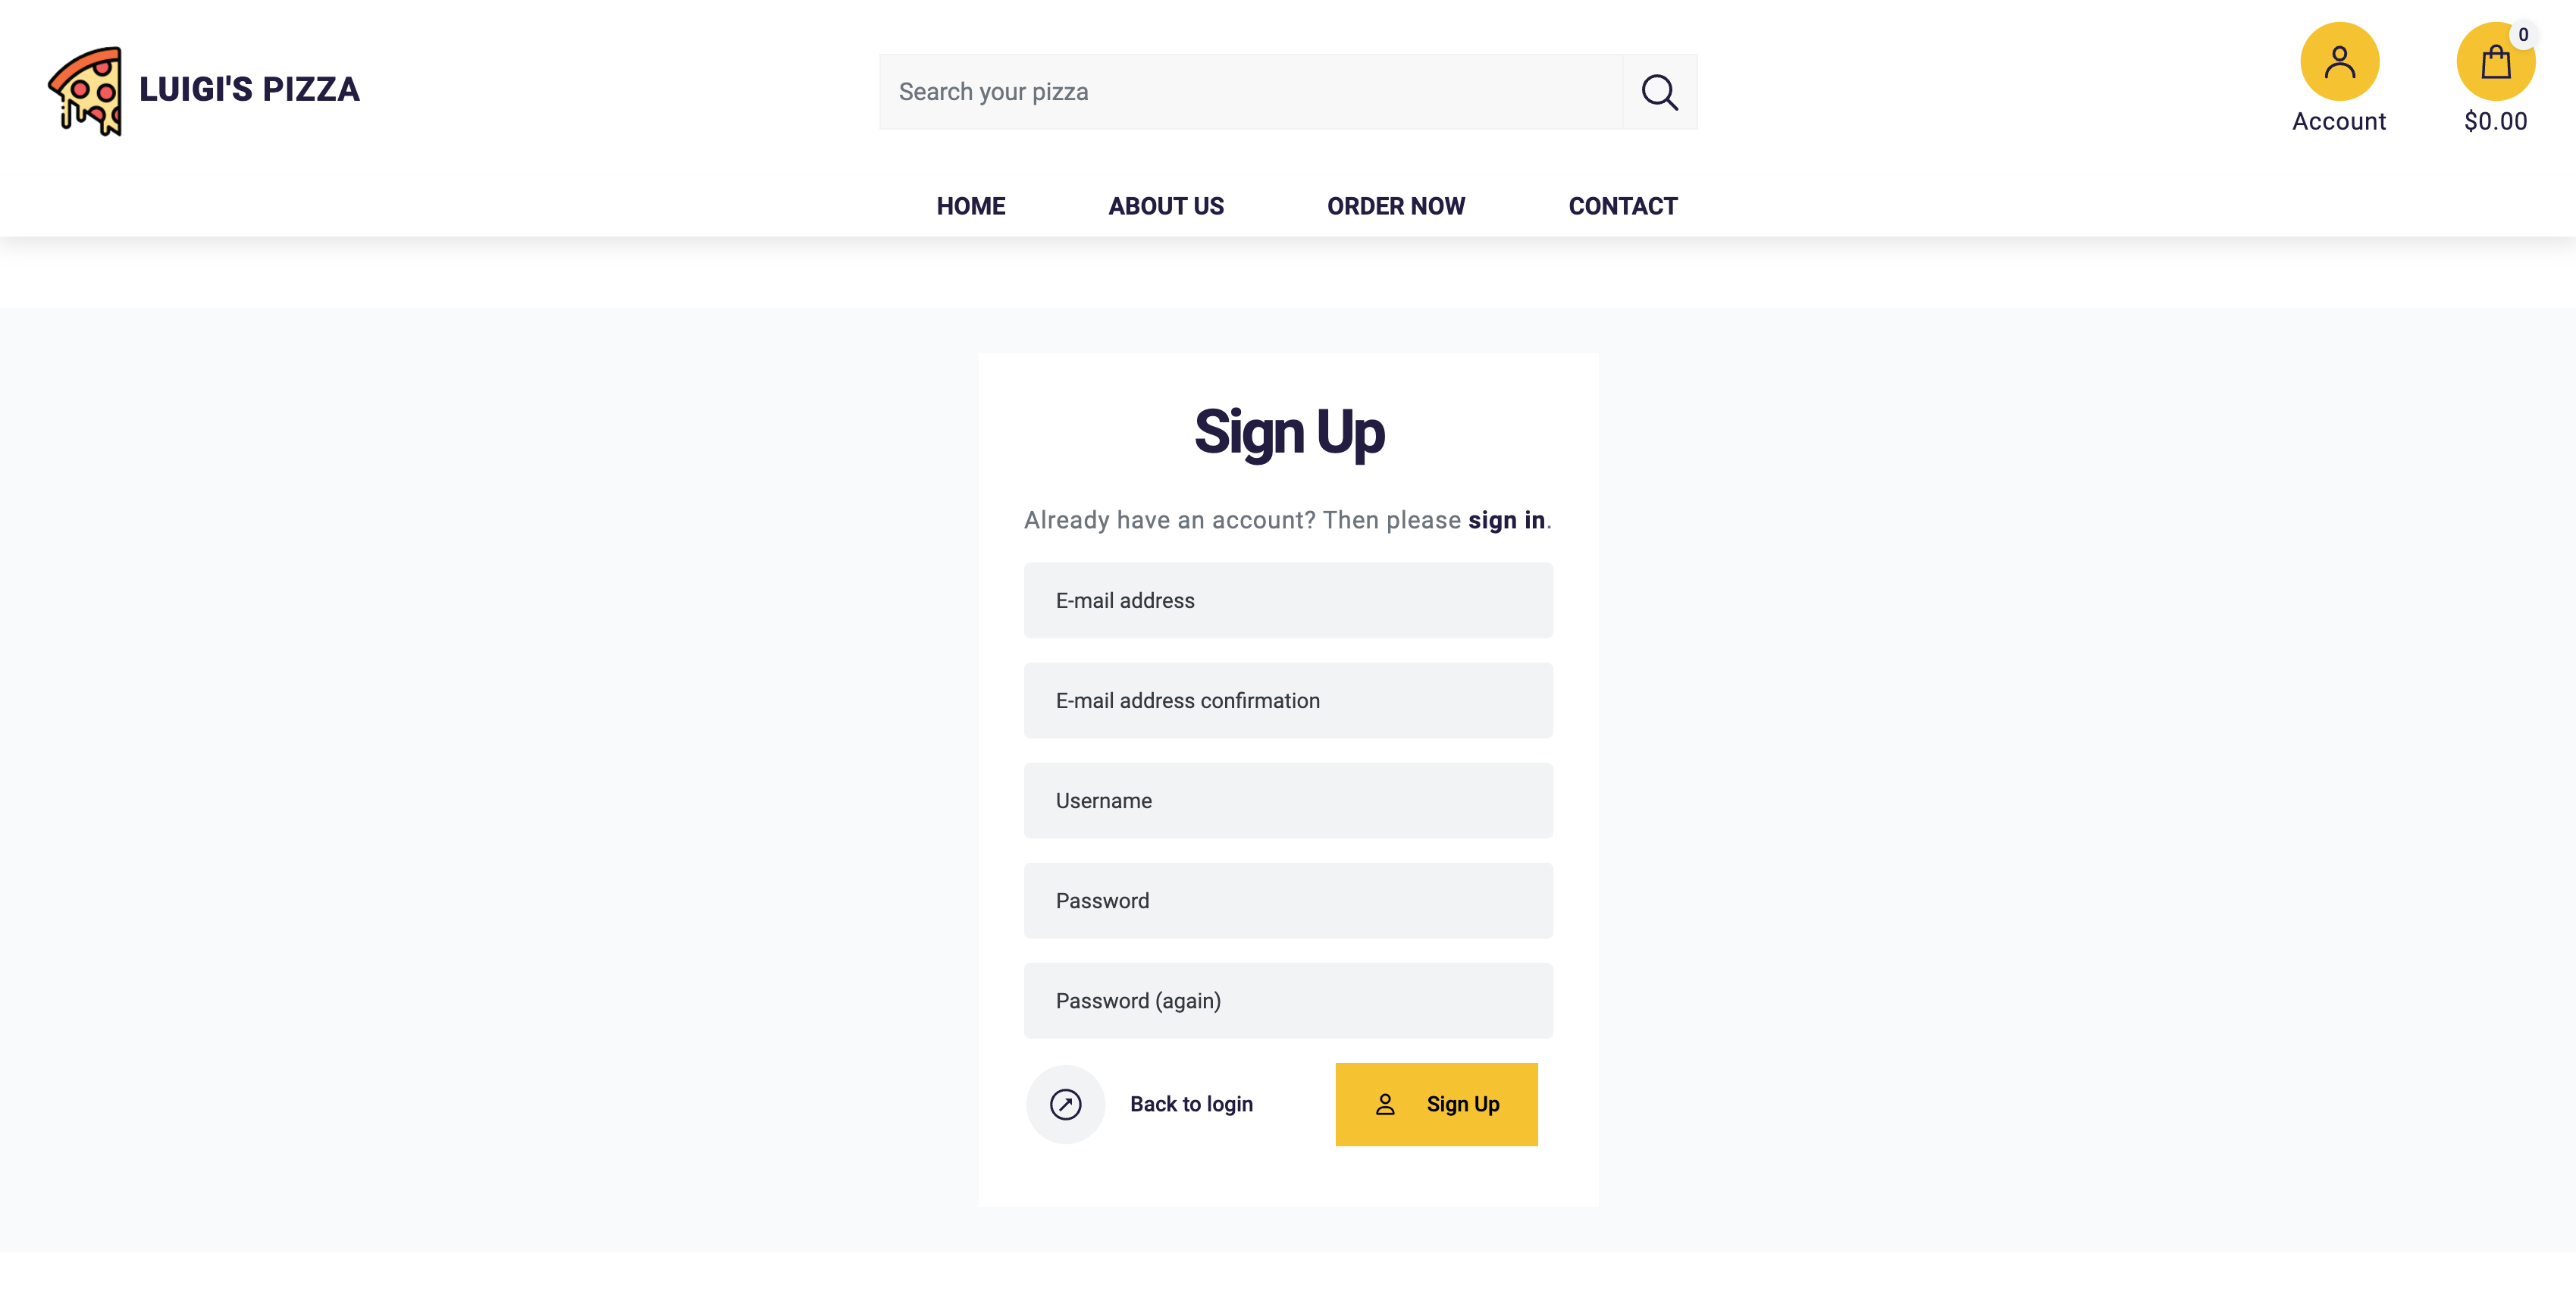 LUIGI'S PIZZA
Search your pizza
0
Account
$0.00
HOME ABOUT US ORDER NOW CONTACT
Sign Up
Already have an account? Then please sign in.
E-mail address
E-mail address confirmation
Username
Password
Password (again)
Back to login
Sign Up